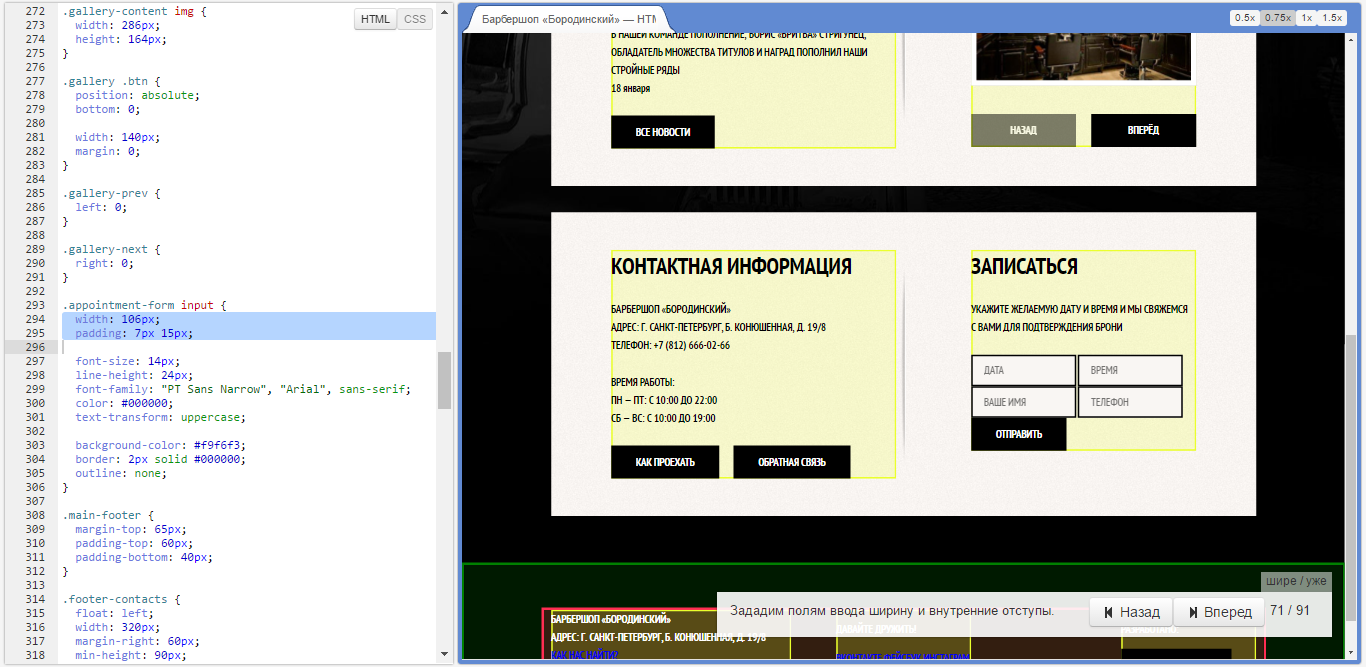 272 .gallery-content img {
273 width: 286px;
274 height: 164px;
275 }
276
277 .gallery .btn {
278 position: absolute;
279 bottom: 0;
280
281 width: 140px;
282 margin: 0;
283 }
284
285 .gallery-prev {
286 left: 0;
287 }
288
289 .gallery-next {
290 right: 0;
291 }
292
293 .appointment-form input {
294 width: 106px;
295 padding: 7px 15px;
296
297 font-size: 14px;
298 line-height: 24px;
299 font-family: "PT Sans Narrow", "Arial", sans-serif;
300 color: #000000;
301 text-transform: uppercase;
302
303 background-color: #f9f6f3;
304 border: 2px solid #000000;
305 outline: none;
306 }
307
308 .main-footer {
309 margin-top: 65px;
310 padding-top: 60px;
311 padding-bottom: 40px;
312 }
313
314 .footer-contacts {
315 float: left;
316 width: 320px;
317 margin-right: 60px;
318 min-height: 90px;
HTML CSS
Барбершоп «Бородинский» — HTM
0.5x 0.75x 1x 1.5x
В НАШЕЙ КОМАНДЕ ПОПОЛНЕНИЕ, БОРИС «БРИТВА» СТРИГУНЕЦ,
ОБЛАДАТЕЛЬ МНОЖЕСТВА ТИТУЛОВ И НАГРАД ПОПОЛНИЛ НАШИ
СТРОЙНЫЕ РЯДЫ
18 января
ВСЕ НОВОСТИ
НАЗАД ВПЕРЁД
КОНТАКТНАЯ ИНФОРМАЦИЯ
БАРБЕРШОП «БОРОДИНСКИЙ»
АДРЕС: Г. САНКТ-ПЕТЕРБУРГ, Б. КОНЮШЕННАЯ, Д. 19/8
ТЕЛЕФОН: +7 (812) 666-02-66
ВРЕМЯ РАБОТЫ:
ПН – ПТ: С 10:00 ДО 22:00
СБ – ВС: С 10:00 ДО 19:00
КАК ПРОЕХАТЬ ОБРАТНАЯ СВЯЗЬ
ЗАПИСАТЬСЯ
УКАЖИТЕ ЖЕЛАЕМУЮ ДАТУ И ВРЕМЯ И МЫ СВЯЖЕМСЯ
С ВАМИ ДЛЯ ПОДТВЕРЖДЕНИЯ БРОНИ
ДАТА ВРЕМЯ
ВАШЕ ИМЯ ТЕЛЕФОН
ОТПРАВИТЬ
шире / уже
Зададим полям ввода ширину и внутренние отступы. Назад Вперед 71 / 91
БАРБЕРШОП «БОРОДИНСКИЙ»
АДРЕС: Г. САНКТ-ПЕТЕРБУРГ, Б. КОНЮШЕННАЯ, Д. 19/8
КАК НАС НАЙТИ?
ДАВАЙТЕ ДРУЖИТЬ!
ВКОНТАКТЕ ФЕЙСБУК ИНСТАГРАМ